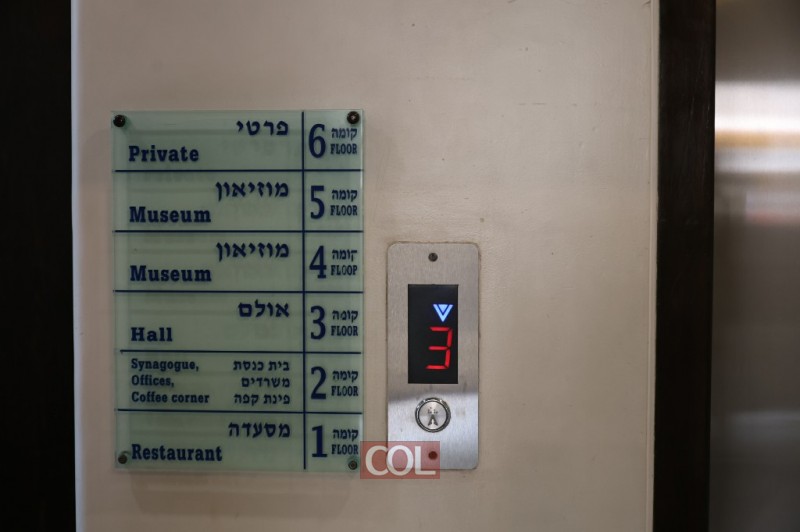 פרטי
Private
6 קומה
FLOOR
מוזיאון
Museum
5 קומה
FLOOR
מוזיאון
Museum
4 קומה
FLOOR
אולם
Hall
3 קומה
FLOOR
Synagogue, בית כנסת
Offices, משרדים
Coffee corner פינת קפה
2 קומה
FLOOR
מסעדה
Restaurant
1 קומה
FLOOR
3
COL